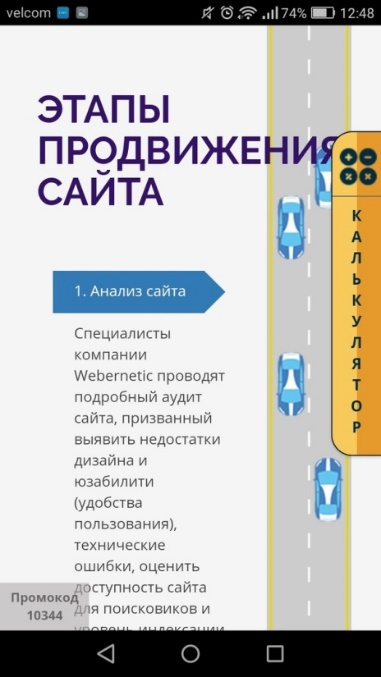 velcom 74% 12:48
ЭТАПЫ
ПРОДВИЖЕНИЯ
САЙТА
1. Анализ сайта
Специалисты
компании
Webernetic проводят
подробный аудит
сайта, призванный
выявить недостатки
дизайна и
юзабилити
(удобства
пользования),
технические
ошибки, оценить
доступность сайта
для поисковиков и
уровень индексации
КАЛЬКУЛЯТОР
Промокод
10344